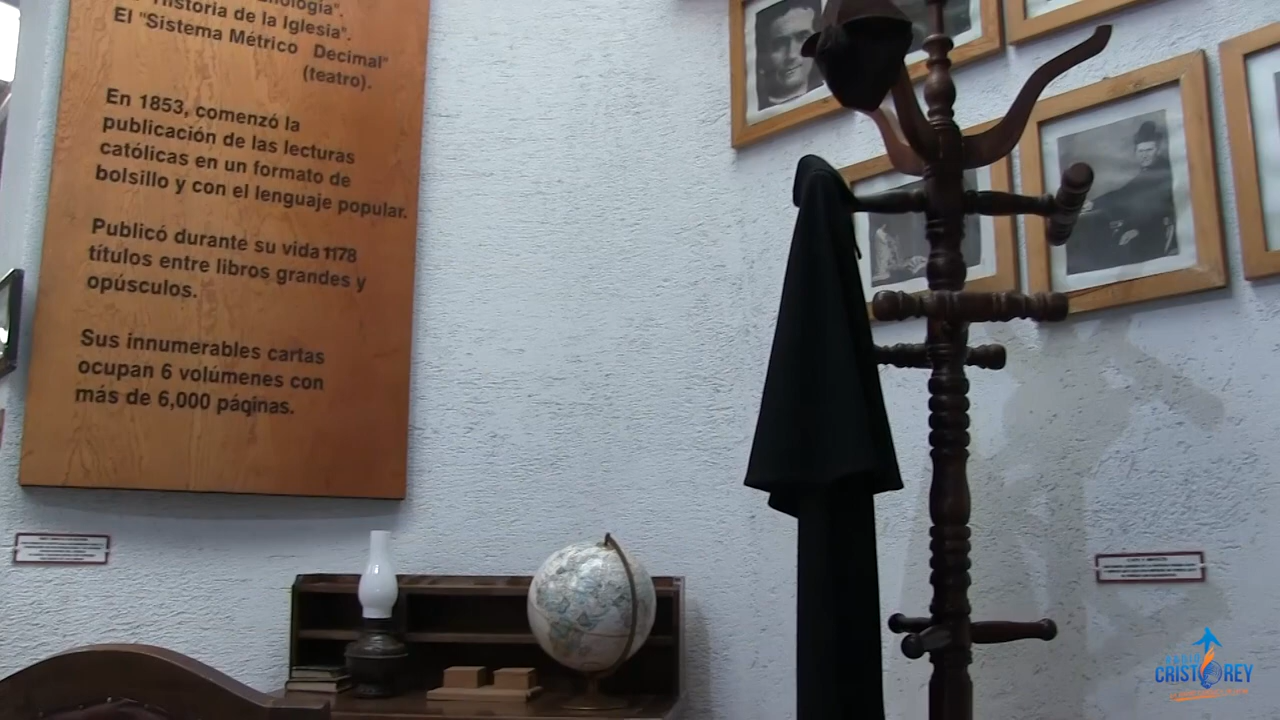 "Historia de la Iglesia".
El "Sistema Métrico Decimal"
(teatro).
En 1853, comenzó la
publicación de las lecturas
católicas en un formato de
bolsillo y con el lenguaje popular.
Publicó durante su vida 1178
títulos entre libros grandes y
opúsculos.
Sus innumerables cartas
ocupan 6 volúmenes con
más de 6,000 páginas.
RADIO
CRISTO REY